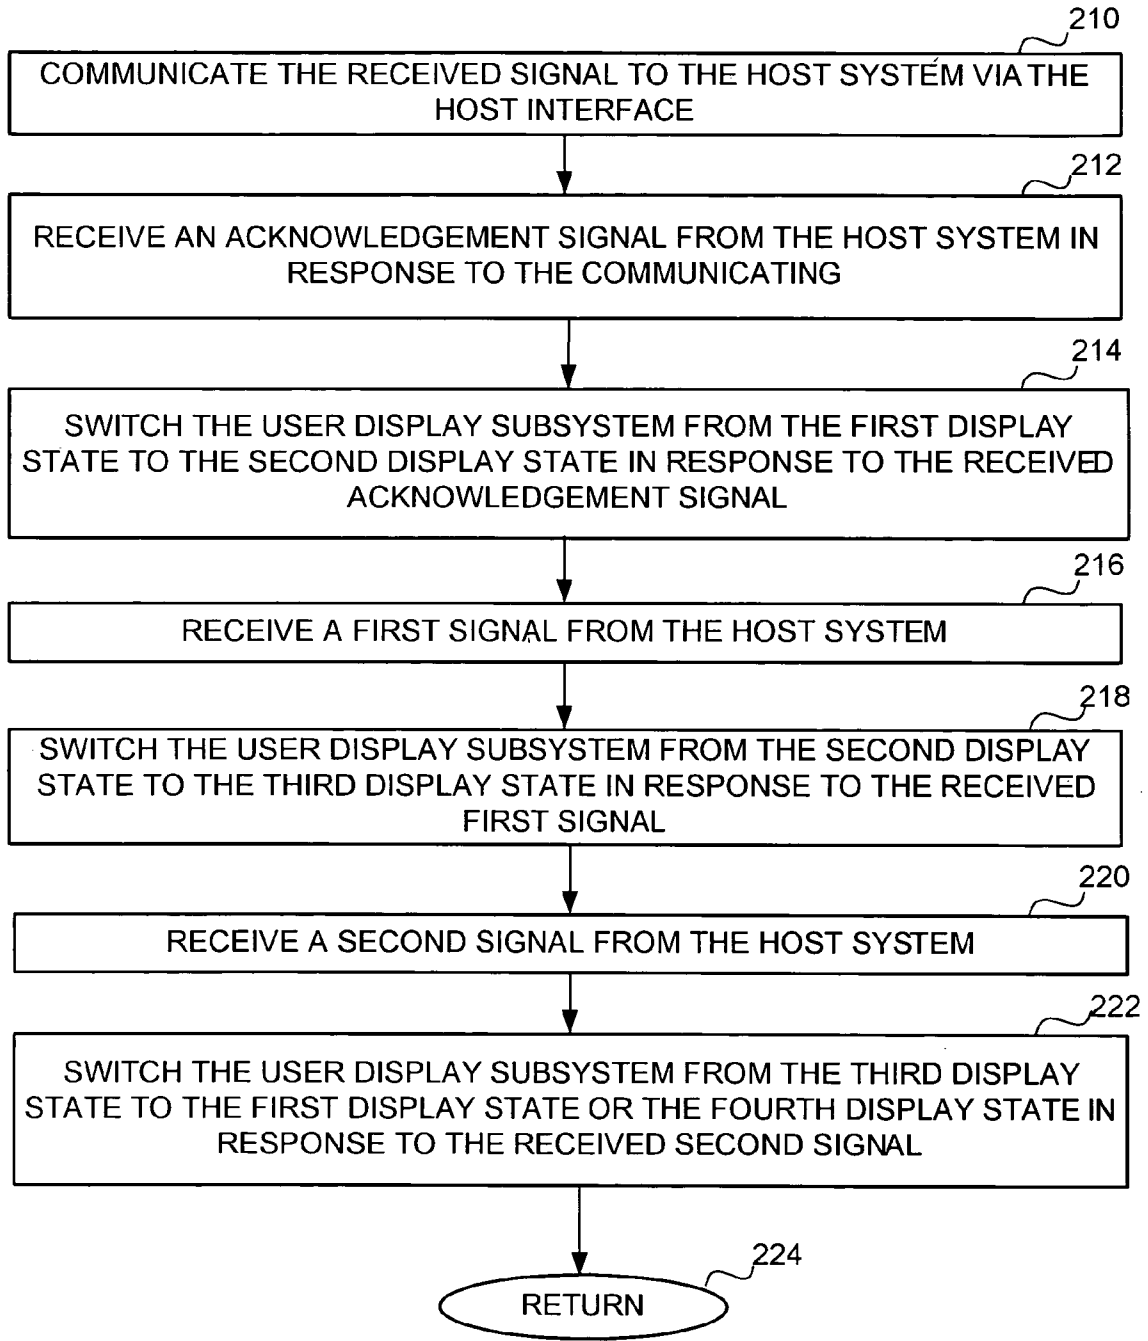 210
COMMUNICATE THE RECEIVED SIGNAL TO THE HOST SYSTEM VIA THE
HOST INTERFACE
212
RECEIVE AN ACKNOWLEDGEMENT SIGNAL FROM THE HOST SYSTEM IN
RESPONSE TO THE COMMUNICATING
214
SWITCH THE USER DISPLAY SUBSYSTEM FROM THE FIRST DISPLAY
STATE TO THE SECOND DISPLAY STATE IN RESPONSE TO THE RECEIVED
ACKNOWLEDGEMENT SIGNAL
216
RECEIVE A FIRST SIGNAL FROM THE HOST SYSTEM
218
SWITCH THE USER DISPLAY SUBSYSTEM FROM THE SECOND DISPLAY
STATE TO THE THIRD DISPLAY STATE IN RESPONSE TO THE RECEIVED
FIRST SIGNAL
220
RECEIVE A SECOND SIGNAL FROM THE HOST SYSTEM
222
SWITCH THE USER DISPLAY SUBSYSTEM FROM THE THIRD DISPLAY
STATE TO THE FIRST DISPLAY STATE OR THE FOURTH DISPLAY STATE IN
RESPONSE TO THE RECEIVED SECOND SIGNAL
224
RETURN